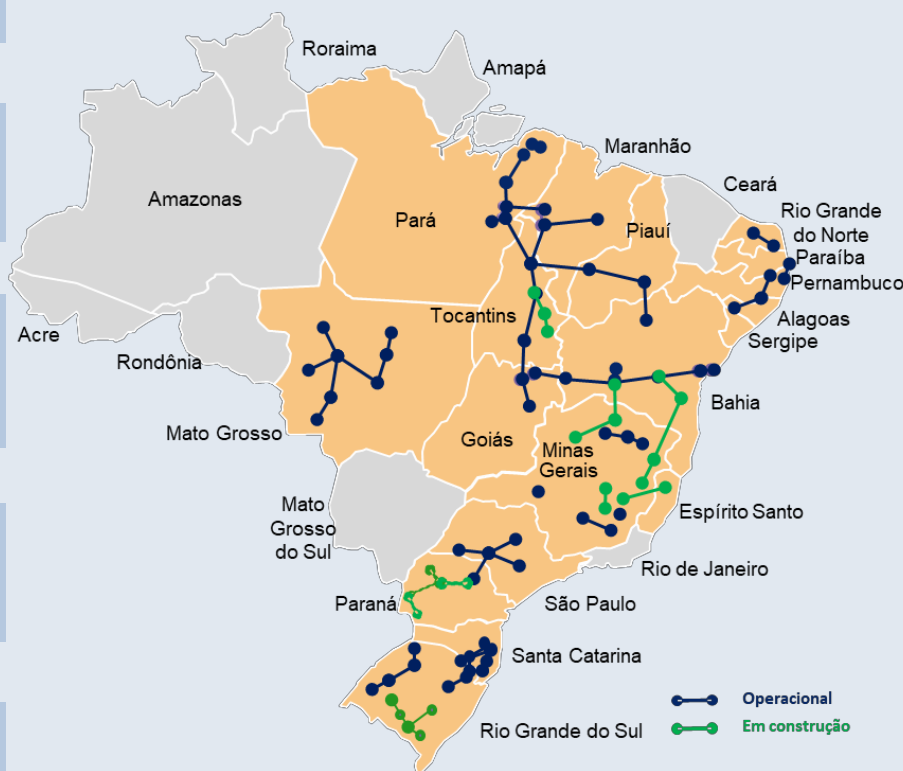 Roraima
Amapá
Maranhão
Amazonas
Ceará
Pará
Piauí
Rio Grande
do Norte
Paraíba
Pernambuco
Tocantins
Alagoas
Acre
Sergipe
Rondônia
Bahia
Mato Grosso
Goiás
Minas
Gerais
Mato
Grosso
do Sul
Espírito Santo
Rio de Janeiro
Paraná
São Paulo
Santa Catarina
Rio Grande do Sul
Operacional
Em construção